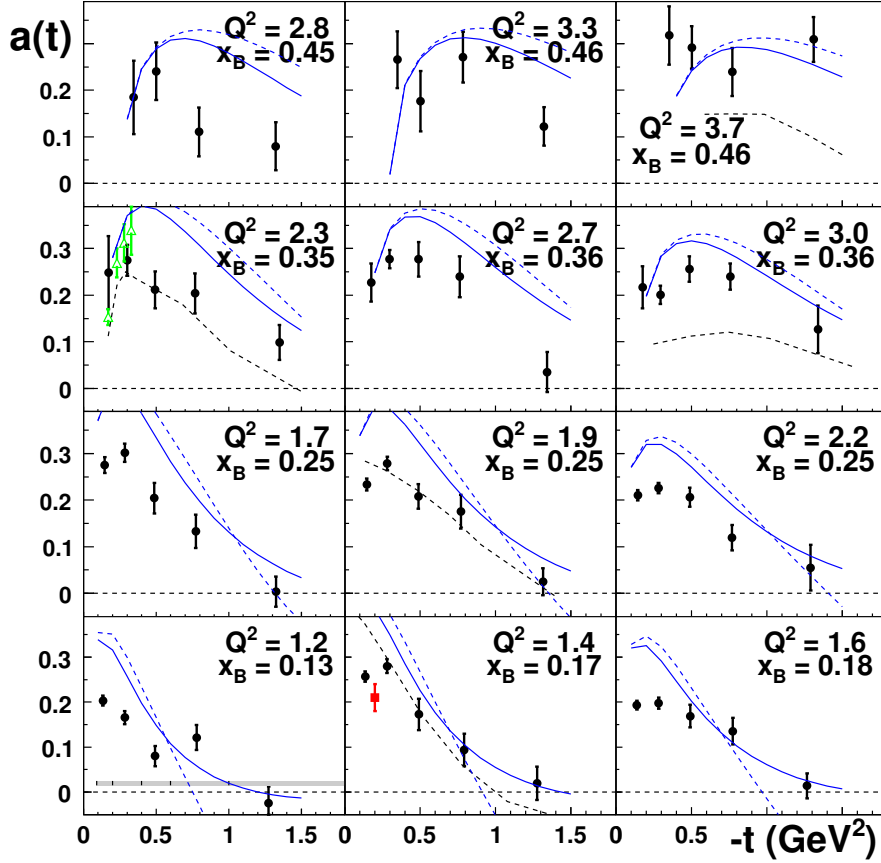 a(t)
Q² = 2.8
x_B = 0.45
Q² = 3.3
x_B = 0.46
Q² = 3.7
x_B = 0.46
0.3
0.2
0.1
0
Q² = 2.3
x_B = 0.35
Q² = 2.7
x_B = 0.36
Q² = 3.0
x_B = 0.36
0.3
0.2
0.1
0
Q² = 1.7
x_B = 0.25
Q² = 1.9
x_B = 0.25
Q² = 2.2
x_B = 0.25
0.3
0.2
0.1
0
Q² = 1.2
x_B = 0.13
Q² = 1.4
x_B = 0.17
Q² = 1.6
x_B = 0.18
0.3
0.2
0.1
0
0 0.5 1 1.5 0.5 1 1.5 0.5
-t (GeV²)